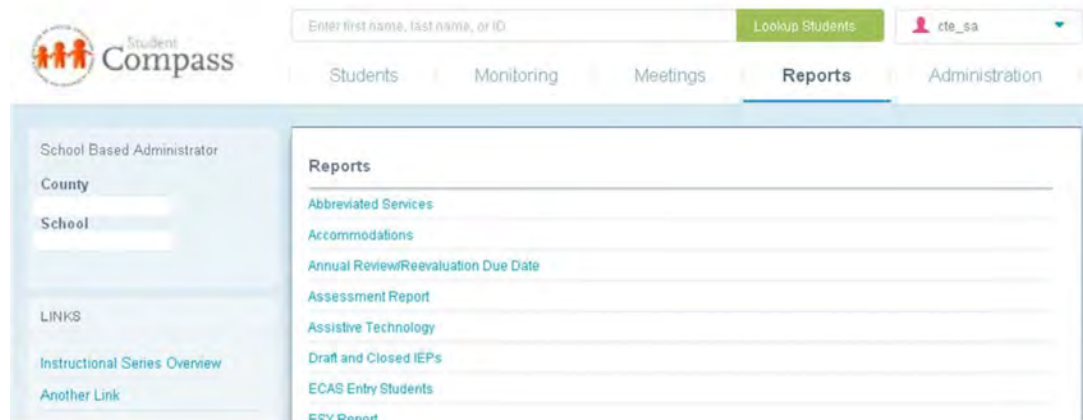 Student
Compass
Enter first name, last name, or ID
Lookup Students
cte_sa
Students
Monitoring
Meetings
Reports
Administration
School Based Administrator
County
School
LINKS
Instructional Series Overview
Another Link
Reports
Abbreviated Services
Accommodations
Annual Review/Reevaluation Due Date
Assessment Report
Assistive Technology
Draft and Closed IEPs
ECAS Entry Students
ESY Report